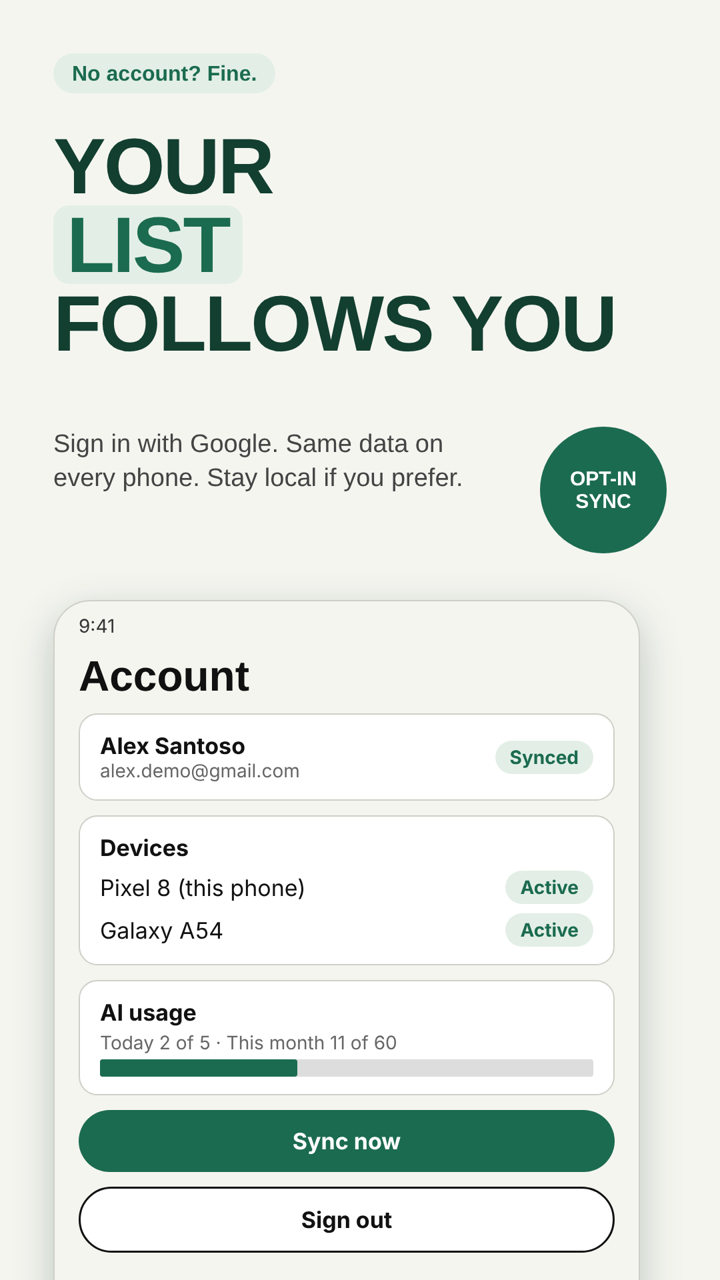 No account? Fine.
YOUR
LIST
FOLLOWS YOU
Sign in with Google. Same data on
every phone. Stay local if you prefer.
OPT-IN
SYNC
9:41
Account
Alex Santoso
alex.demo@gmail.com
Synced
Devices
Pixel 8 (this phone)
Active
Galaxy A54
Active
AI usage
Today 2 of 5 · This month 11 of 60
Sync now
Sign out